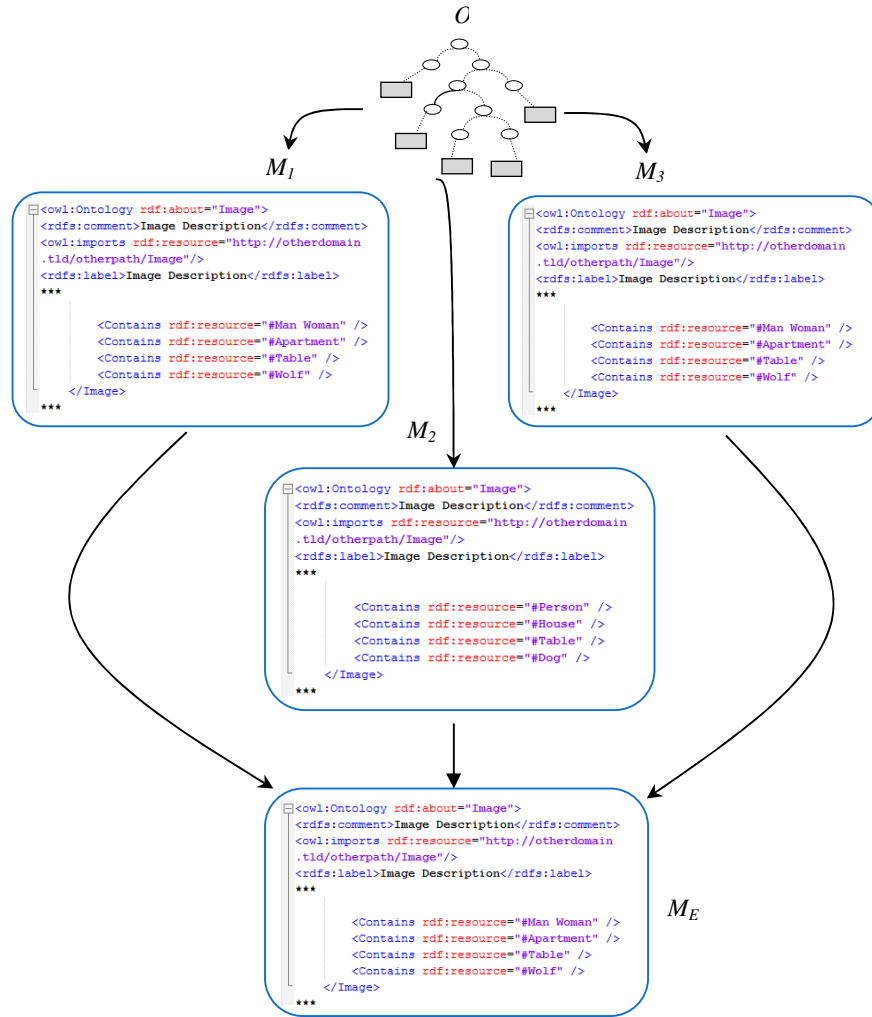 O
M1
<owl:Ontology rdf:about="Image">
<rdfs:comment>Image Description</rdfs:comment>
<owl:imports rdf:resource="http://otherdomain
.tld/otherpath/Image"/>
<rdfs:label>Image Description</rdfs:label>
***
<Contains rdf:resource="#Man Woman" />
<Contains rdf:resource="#Apartment" />
<Contains rdf:resource="#Table" />
<Contains rdf:resource="#Wolf" />
</Image>
***
M3
<owl:Ontology rdf:about="Image">
<rdfs:comment>Image Description</rdfs:comment>
<owl:imports rdf:resource="http://otherdomain
.tld/otherpath/Image"/>
<rdfs:label>Image Description</rdfs:label>
***
<Contains rdf:resource="#Man Woman" />
<Contains rdf:resource="#Apartment" />
<Contains rdf:resource="#Table" />
<Contains rdf:resource="#Wolf" />
</Image>
***
M2
<owl:Ontology rdf:about="Image">
<rdfs:comment>Image Description</rdfs:comment>
<owl:imports rdf:resource="http://otherdomain
.tld/otherpath/Image"/>
<rdfs:label>Image Description</rdfs:label>
***
<Contains rdf:resource="#Person" />
<Contains rdf:resource="#House" />
<Contains rdf:resource="#Table" />
<Contains rdf:resource="#Dog" />
</Image>
***
<owl:Ontology rdf:about="Image">
<rdfs:comment>Image Description</rdfs:comment>
<owl:imports rdf:resource="http://otherdomain
.tld/otherpath/Image"/>
<rdfs:label>Image Description</rdfs:label>
***
<Contains rdf:resource="#Man Woman" />
<Contains rdf:resource="#Apartment" />
<Contains rdf:resource="#Table" />
<Contains rdf:resource="#Wolf" />
</Image>
***
ME